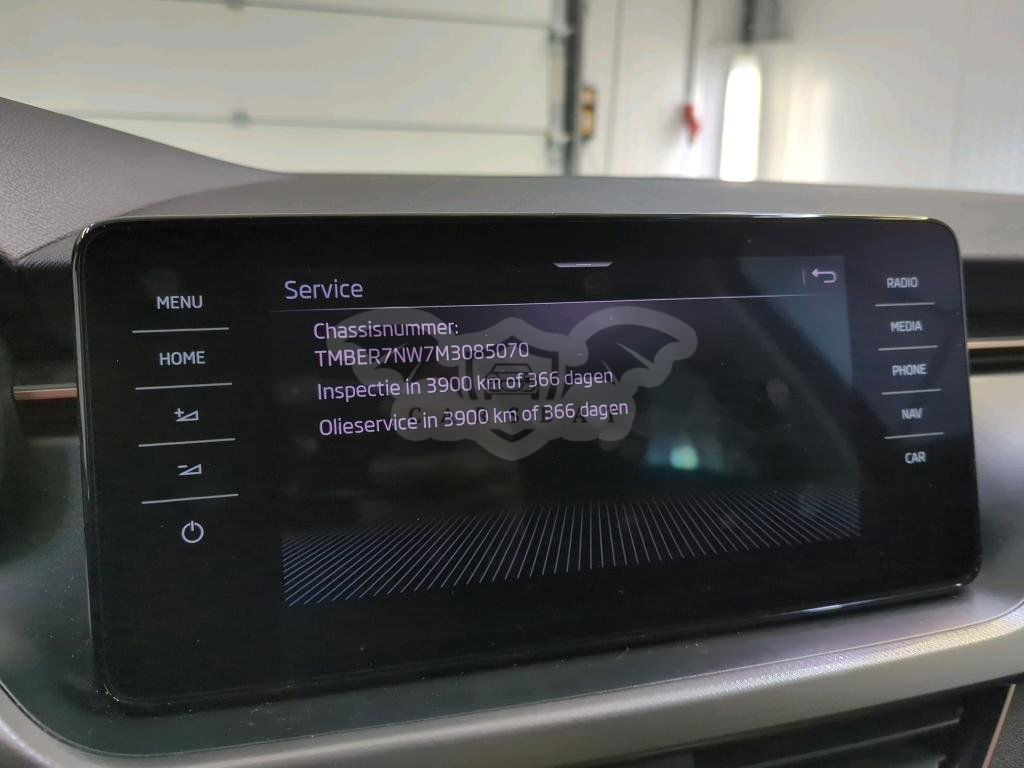 MENU
HOME
Service
Chassisnummer:
TMBER7NW7M3085070
Inspectie in 3900 km of 366 dagen
Olieservice in 3900 km of 366 dagen
RADIO
MEDIA
PHONE
NAV
CAR